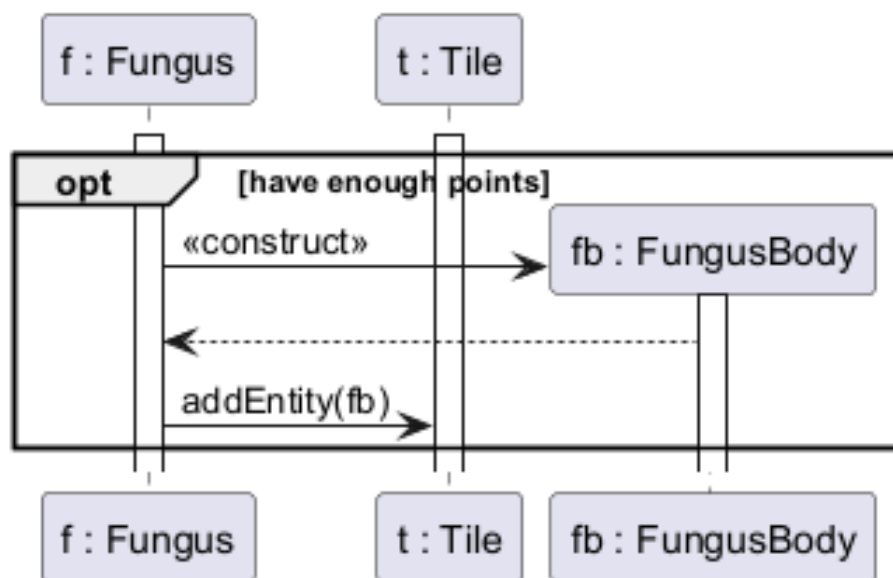 f : Fungus
t : Tile
opt
[have enough points]
«construct»
fb : FungusBody
addEntity(fb)
f : Fungus
t : Tile
fb : FungusBody